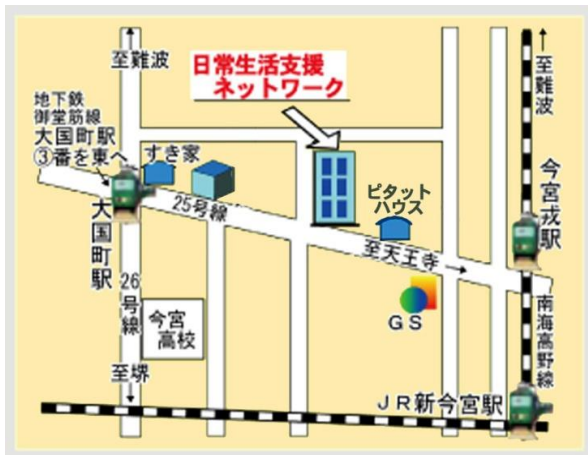 至難波
日常生活支援
ネットワーク
至難波
地下鉄
御堂筋線
大国町駅
③番を東へ
すき家
ピタット
ハウス
今宮戎駅
大国町駅
25号線
至天王寺
26号線
GS
今宮
高校
南海高野線
至堺
JR新今宮駅